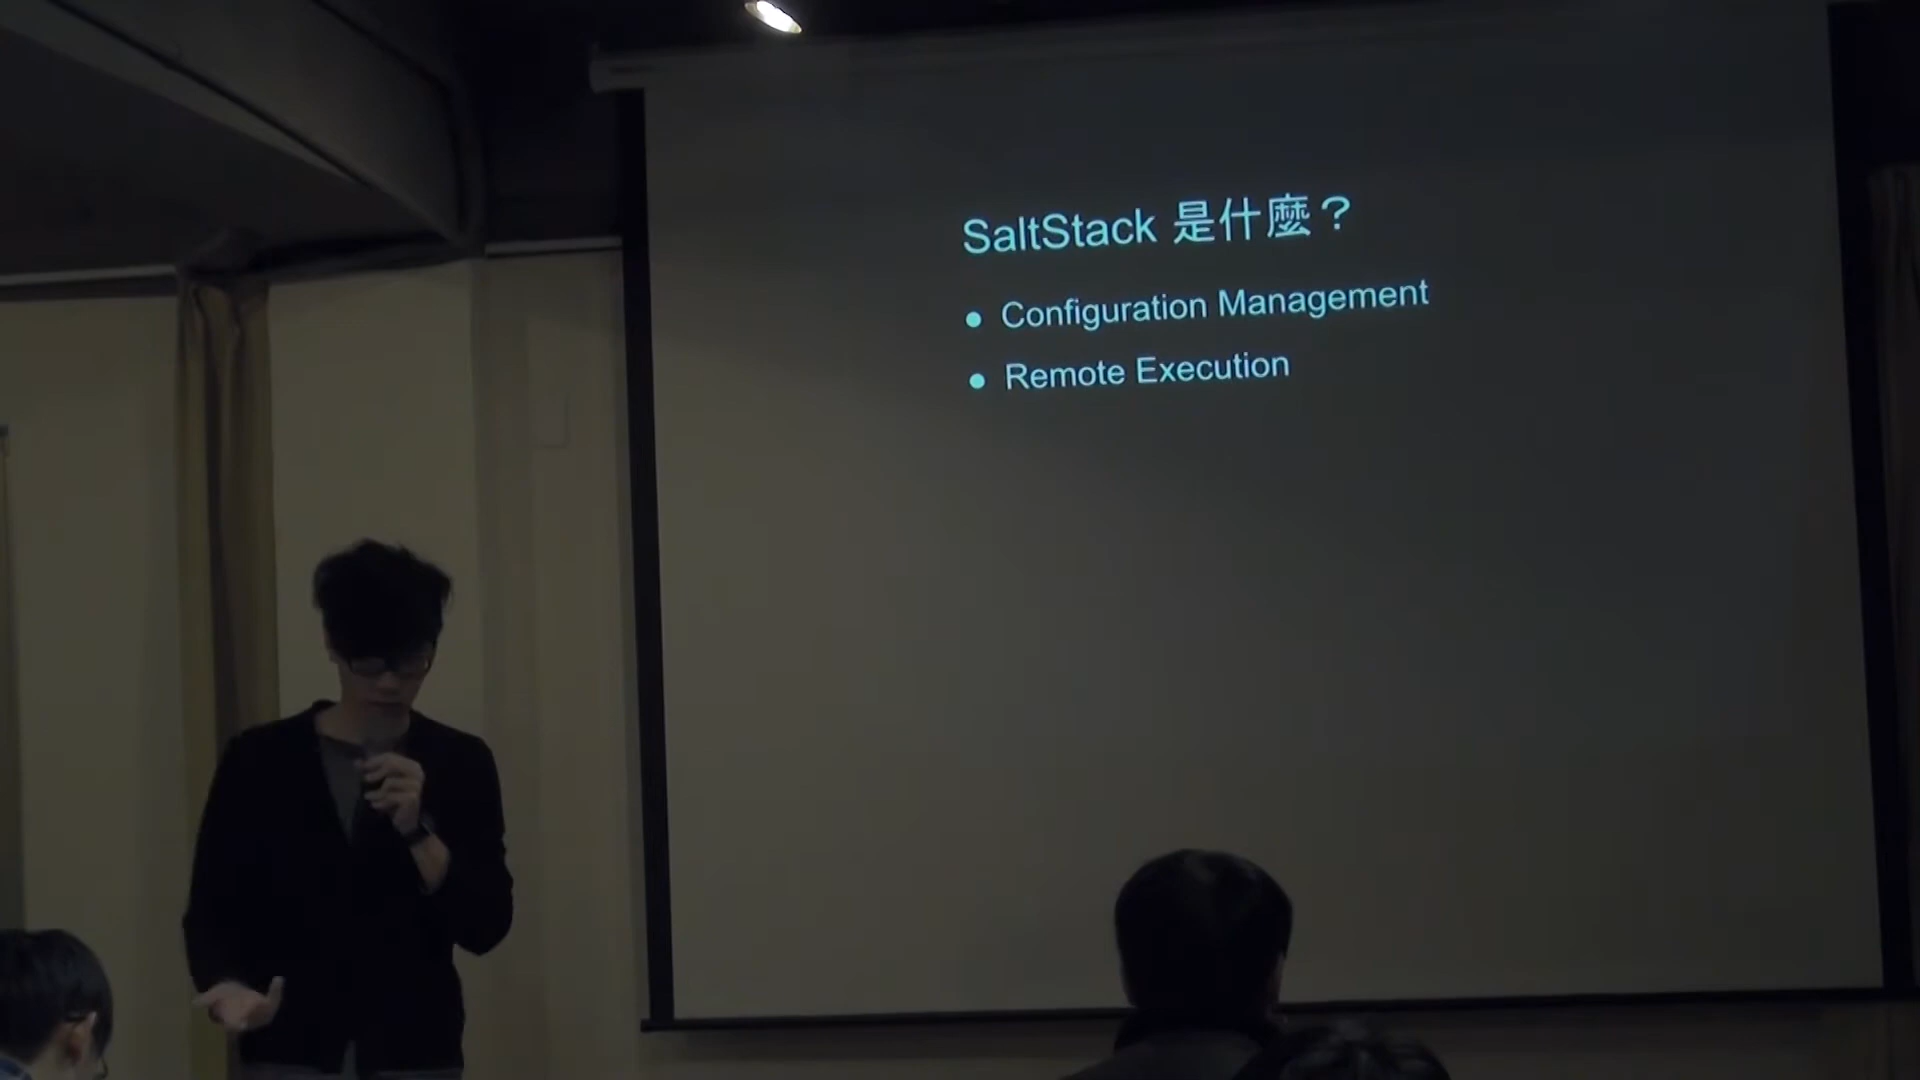 SaltStack 是什麼？
● Configuration Management
● Remote Execution